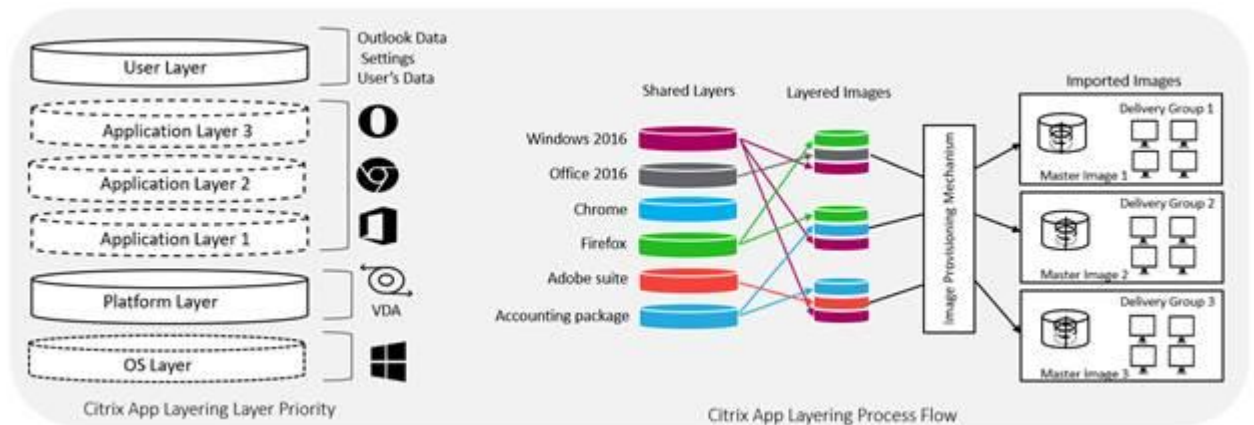 User Layer
Outlook Data
Settings
User's Data
Application Layer 3
Application Layer 2
Application Layer 1
Platform Layer
VDA
OS Layer
Citrix App Layering Layer Priority
Shared Layers
Layered Images
Imported Images
Windows 2016
Office 2016
Chrome
Firefox
Adobe suite
Accounting package
Image Provisioning Mechanism
Delivery Group 1
Master Image 1
Delivery Group 2
Master Image 2
Delivery Group 3
Master Image 3
Citrix App Layering Process Flow